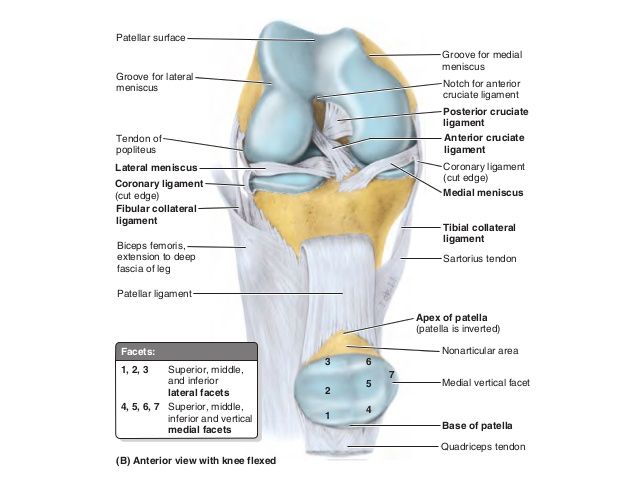 Patellar surface
Groove for lateral
meniscus
Tendon of
popliteus
Lateral meniscus
Coronary ligament
(cut edge)
Fibular collateral
ligament
Biceps femoris,
extension to deep
fascia of leg
Patellar ligament
Groove for medial
meniscus
Notch for anterior
cruciate ligament
Posterior cruciate
ligament
Anterior cruciate
ligament
Coronary ligament
(cut edge)
Medial meniscus
Tibial collateral
ligament
Sartorius tendon
Apex of patella
(patella is inverted)
Nonarticular area
Medial vertical facet
Base of patella
Quadriceps tendon
3 6
7
2 5
1 4
Facets:
1, 2, 3 Superior, middle,
and inferior
lateral facets
4, 5, 6, 7 Superior, middle,
inferior and vertical
medial facets
(B) Anterior view with knee flexed